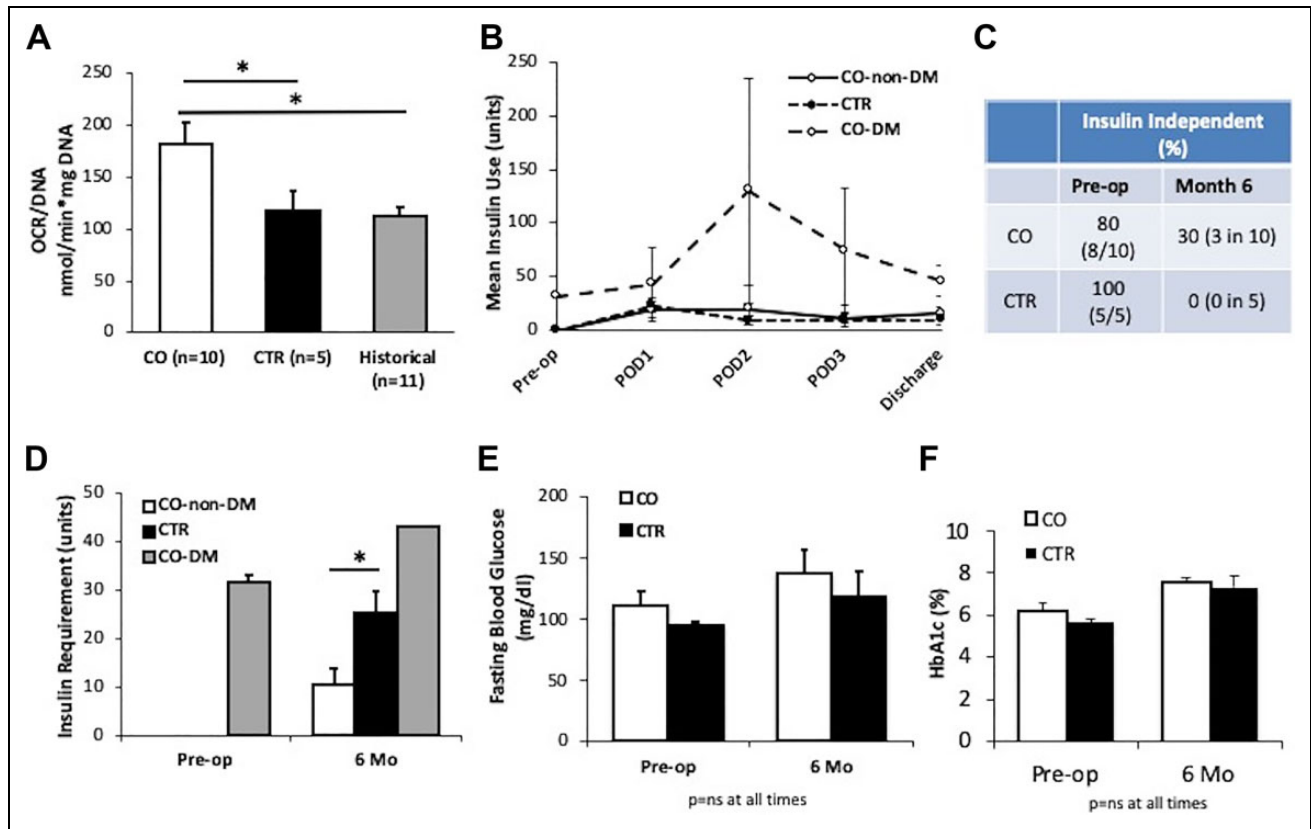 A
250
200
150
100
50
0
OCR/DNA
nmol/min*mg DNA
*
*
CO (n=10)
CTR (n=5)
Historical
(n=11)
B
250
200
150
100
50
0
Mean Insulin Use (units)
CO-non-DM
CTR
CO-DM
Pre-op
POD1
POD2
POD3
Discharge
C
Insulin Independent
(%)
Pre-op Month 6
CO 80
(8/10) 30 (3 in 10)
CTR 100
(5/5) 0 (0 in 5)
D
50
40
30
20
10
0
Insulin Requirement (units)
CO-non-DM
CTR
CO-DM
*
Pre-op
6 Mo
E
200
150
100
50
0
Fasting Blood Glucose
(mg/dl)
CO
CTR
Pre-op
6 Mo
p=ns at all times
F
10
8
6
4
2
0
HbA1c (%)
CO
CTR
Pre-op
6 Mo
p=ns at all times